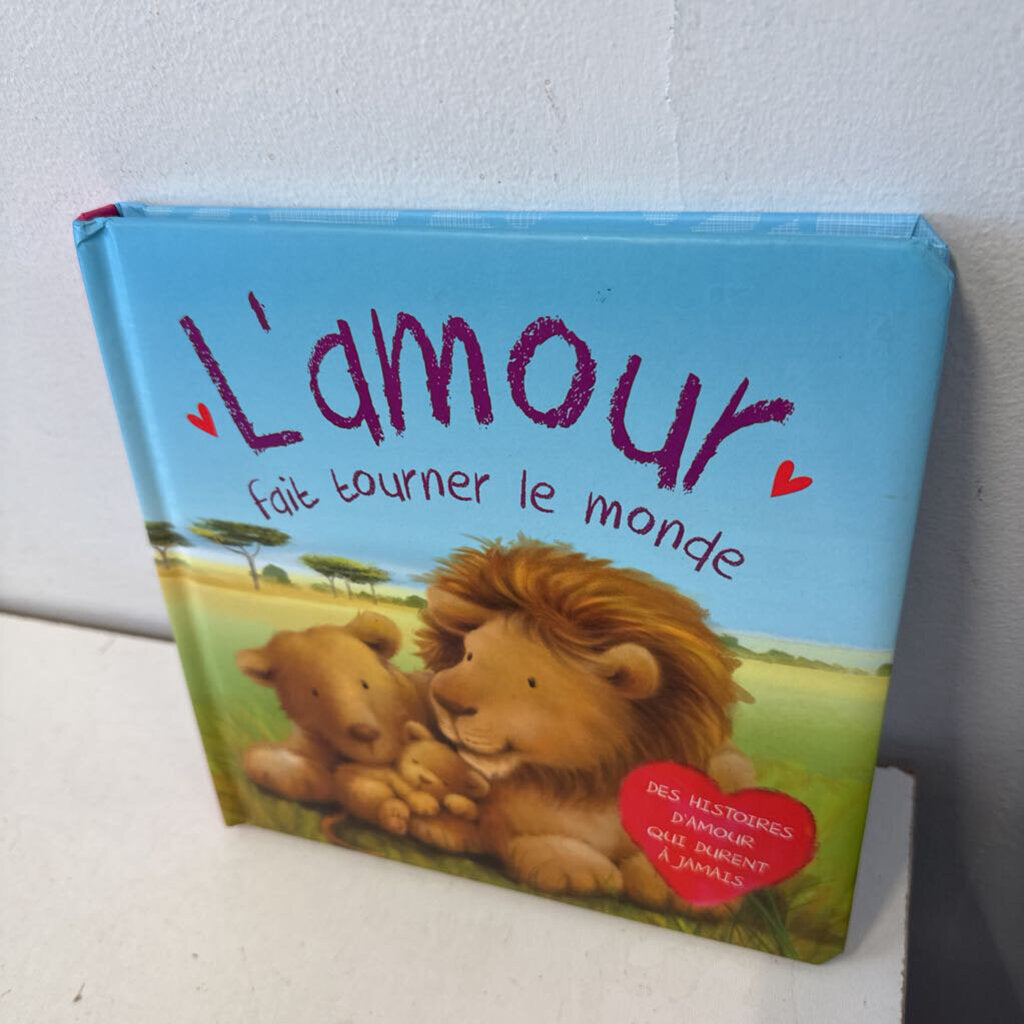 L'amour
fait tourner le monde
DES HISTOIRES
D'AMOUR
QUI DURENT
À JAMAIS